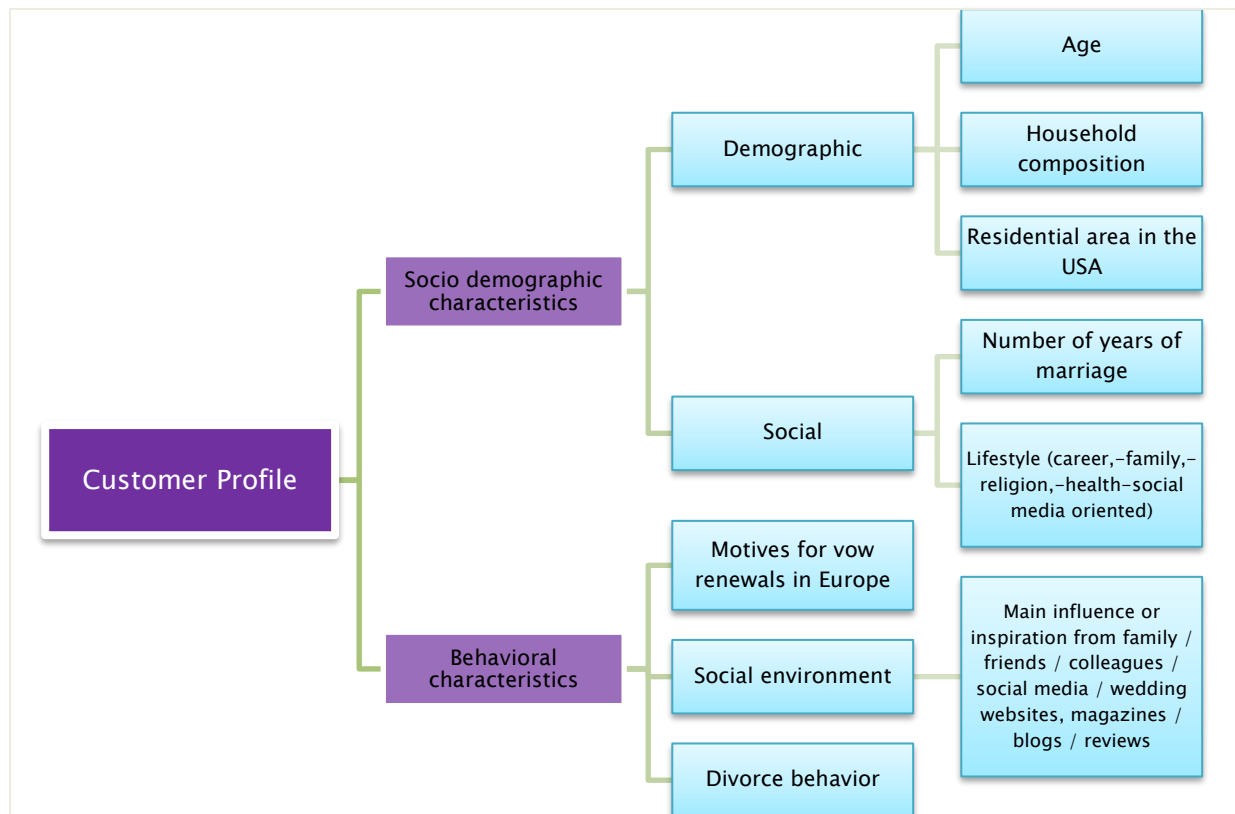 Age
Demographic
Household
composition
Residential area in the
USA
Socio demographic
characteristics
Number of years of
marriage
Social
Lifestyle (career,-family,-
religion,-health-social
media oriented)
Customer Profile
Motives for vow
renewals in Europe
Behavioral
characteristics
Social environment
Main influence or
inspiration from family /
friends / colleagues /
social media / wedding
websites, magazines /
blogs / reviews
Divorce behavior